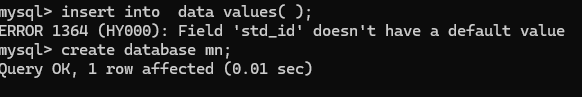 mysql> insert into  data values( );
ERROR 1364 (HY000): Field 'std_id' doesn't have a default value
mysql> create database mn;
Query OK, 1 row affected (0.01 sec)